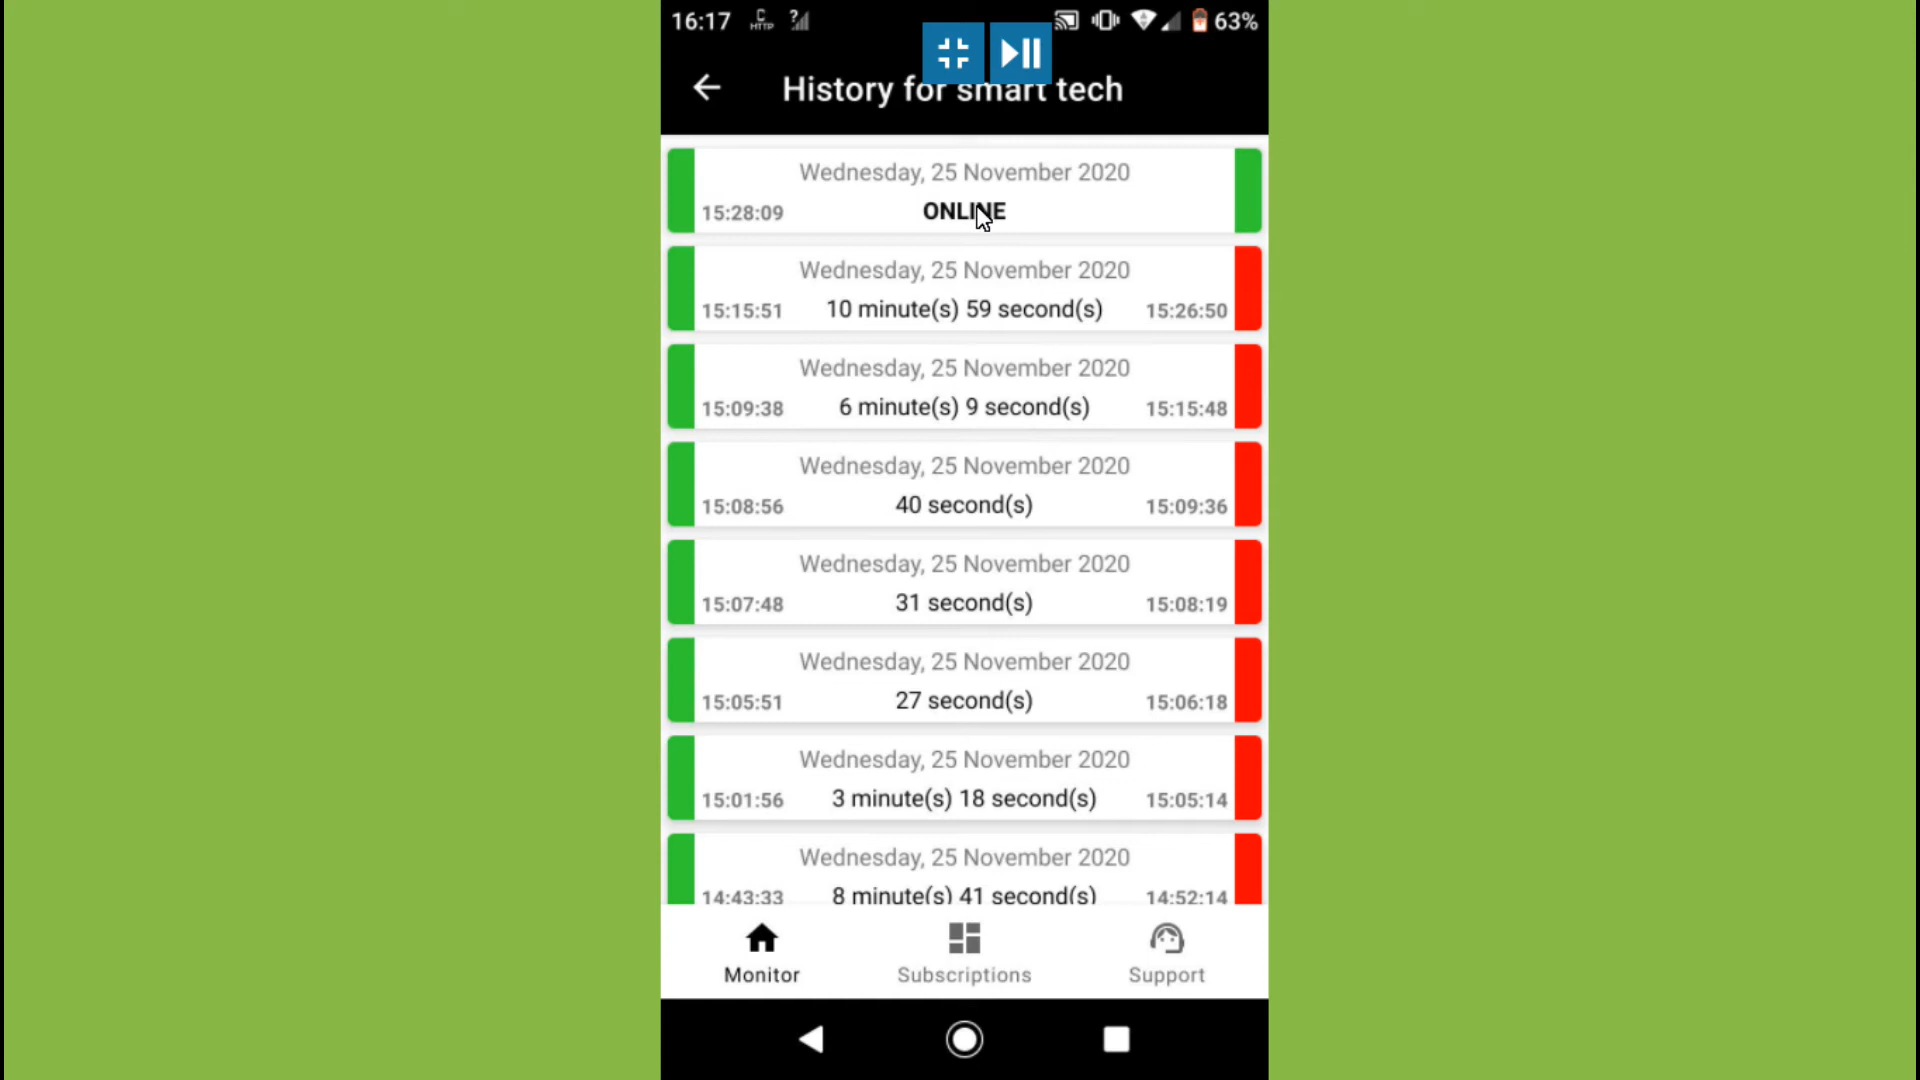 16:17 C HTTP ? 63%
History for smart tech
Wednesday, 25 November 2020
15:28:09 ONLINE
Wednesday, 25 November 2020
15:15:51 10 minute(s) 59 second(s) 15:26:50
Wednesday, 25 November 2020
15:09:38 6 minute(s) 9 second(s) 15:15:48
Wednesday, 25 November 2020
15:08:56 40 second(s) 15:09:36
Wednesday, 25 November 2020
15:07:48 31 second(s) 15:08:19
Wednesday, 25 November 2020
15:05:51 27 second(s) 15:06:18
Wednesday, 25 November 2020
15:01:56 3 minute(s) 18 second(s) 15:05:14
Wednesday, 25 November 2020
14:43:33 8 minute(s) 41 second(s) 14:52:14
Monitor Subscriptions Support